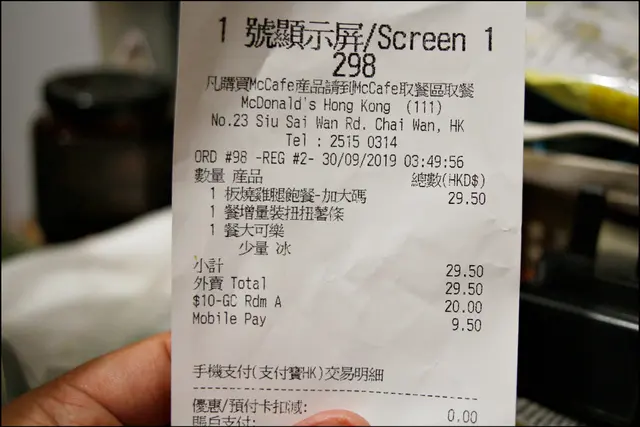 1 號顯示屏/Screen 1
298
凡購買McCafe産品請到McCafe取餐區取餐
McDonald's Hong Kong (111)
No.23 Siu Sai Wan Rd. Chai Wan, HK
Tel : 2515 0314
ORD #98 -REG #2- 30/09/2019 03:49:56
數量 産品 總數(HKD$)
1 板燒雞腿飽餐-加大碼 29.50
1 餐增量裝扭扭薯條
1 餐大可樂
少量 冰
小計 29.50
外賣 Total 29.50
$10-GC Rdm A 20.00
Mobile Pay 9.50
手機支付(支付寶HK)交易明細
優惠/預付卡扣減: 0.00
賬戶支付: